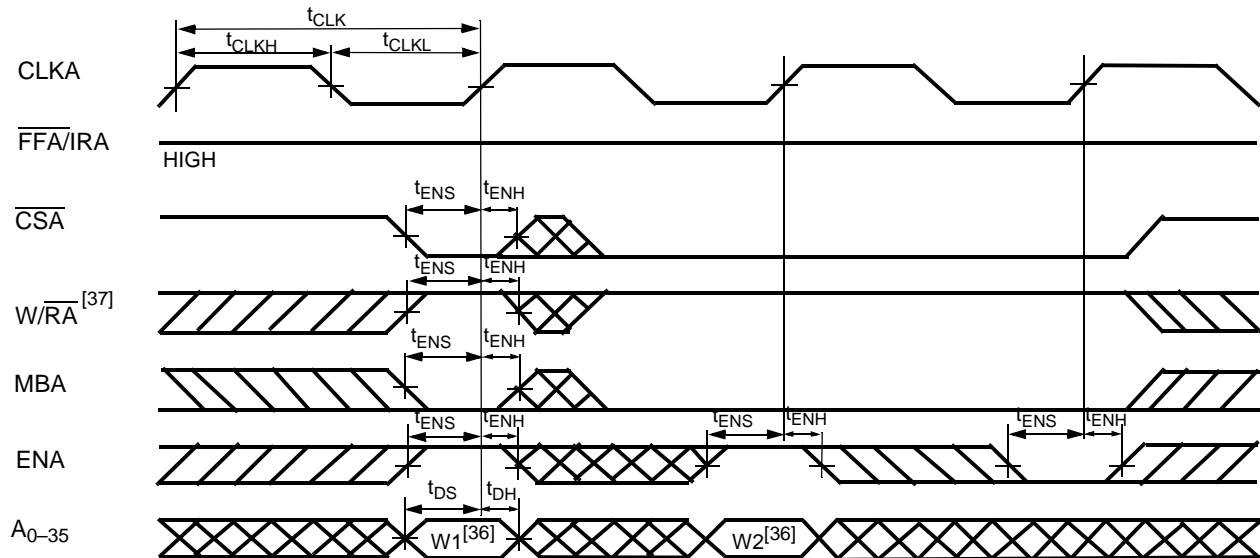 tCLK
tCLKH tCLKL
CLKA
FFA/IRA
HIGH
tENS tENH
CSA
tENS tENH
W/RA [37]
tENS tENH
MBA
tENS tENH tENS tENH tENS tENH
ENA
tDS tDH
A0–35 W1[36] W2[36]